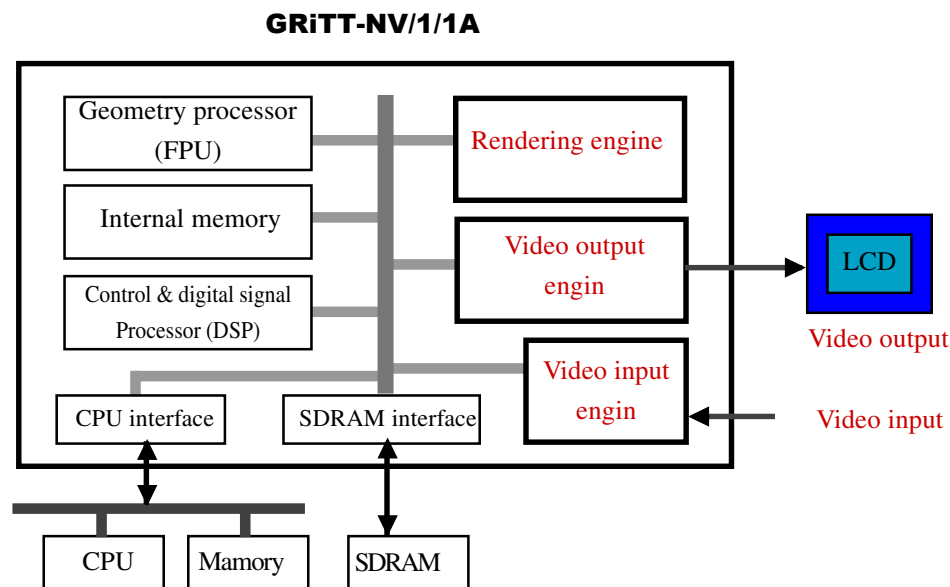 GRiTT-NV/1/1A
Geometry processor
(FPU)
Rendering engine
Internal memory
Video output
engin
LCD
Control & digital signal
Processor (DSP)
Video output
Video input
engin
CPU interface
SDRAM interface
Video input
CPU
Mamory
SDRAM